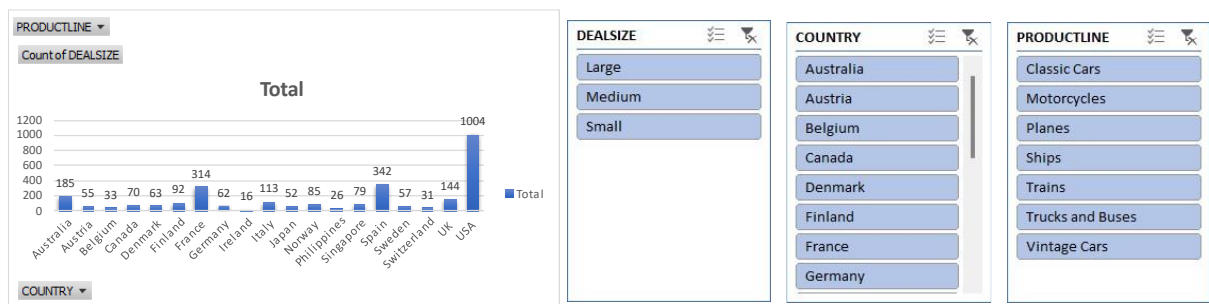 PRODUCTLINE
Count of DEALSIZE
Total
1200
1000
800
600
400
200
0
185
55
33
70
63
92
314
62
16
113
52
85
26
79
342
57
31
144
1004
Australia
Austria
Belgium
Canada
Denmark
Finland
France
Germany
Ireland
Italy
Japan
Norway
Philippines
Singapore
Spain
Sweden
Switzerland
UK
USA
Total
COUNTRY
DEALSIZE
Large
Medium
Small
COUNTRY
Australia
Austria
Belgium
Canada
Denmark
Finland
France
Germany
PRODUCTLINE
Classic Cars
Motorcycles
Planes
Ships
Trains
Trucks and Buses
Vintage Cars